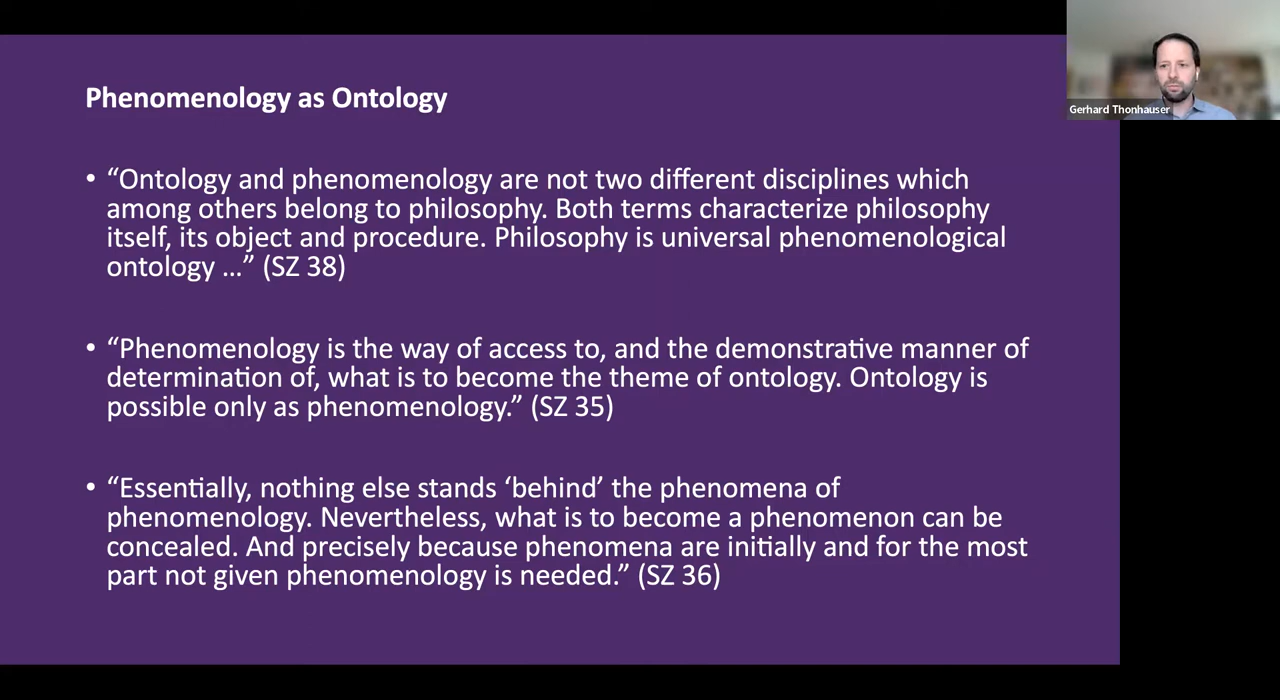 Phenomenology as Ontology
Gerhard Thonhauser
• “Ontology and phenomenology are not two different disciplines which
among others belong to philosophy. Both terms characterize philosophy
itself, its object and procedure. Philosophy is universal phenomenological
ontology ...” (SZ 38)
• “Phenomenology is the way of access to, and the demonstrative manner of
determination of, what is to become the theme of ontology. Ontology is
possible only as phenomenology.” (SZ 35)
• “Essentially, nothing else stands ‘behind’ the phenomena of
phenomenology. Nevertheless, what is to become a phenomenon can be
concealed. And precisely because phenomena are initially and for the most
part not given phenomenology is needed.” (SZ 36)